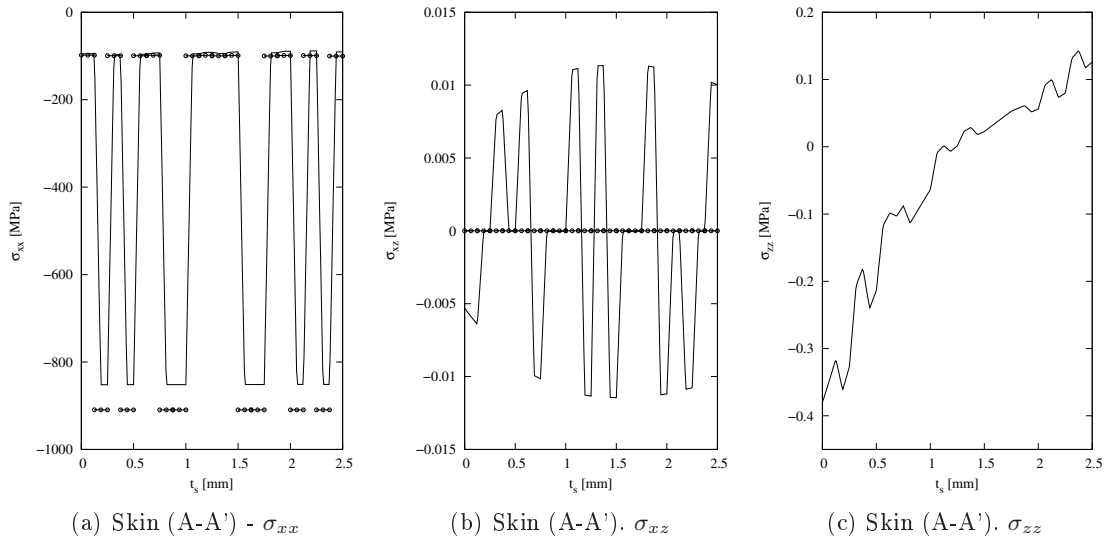 0
−200
−400
−600
−800
−1000
0 0.5 1 1.5 2 2.5
σxx [MPa]
ts [mm]
(a) Skin (A-A') - σxx
0.015
0.01
0.005
0
−0.005
−0.01
−0.015
0 0.5 1 1.5 2 2.5
σxz [MPa]
ts [mm]
(b) Skin (A-A'). σxz
0.2
0.1
0
−0.1
−0.2
−0.3
−0.4
0 0.5 1 1.5 2 2.5
σzz [MPa]
ts [mm]
(c) Skin (A-A'). σzz